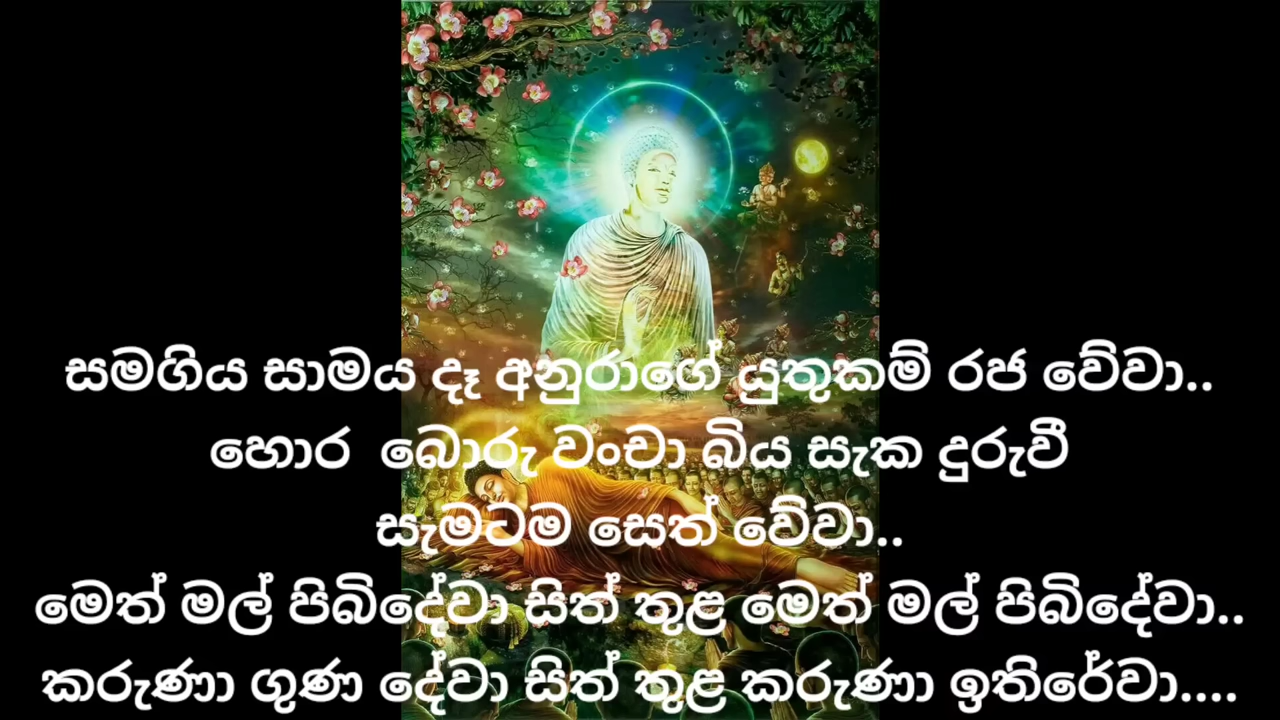 සමගිය සාමය දෑ අනුරාගේ යුතුකම් රජ වේවා..
හොර බොරු වංචා බිය සැක දුරුවී
සැමටම සෙත් වේවා..
මෙත් මල් පිබිදේවා සිත් තුළ මෙත් මල් පිබිදේවා..
කරුණා ගුණ දේවා සිත් තුළ කරුණා ඉතිරේවා....